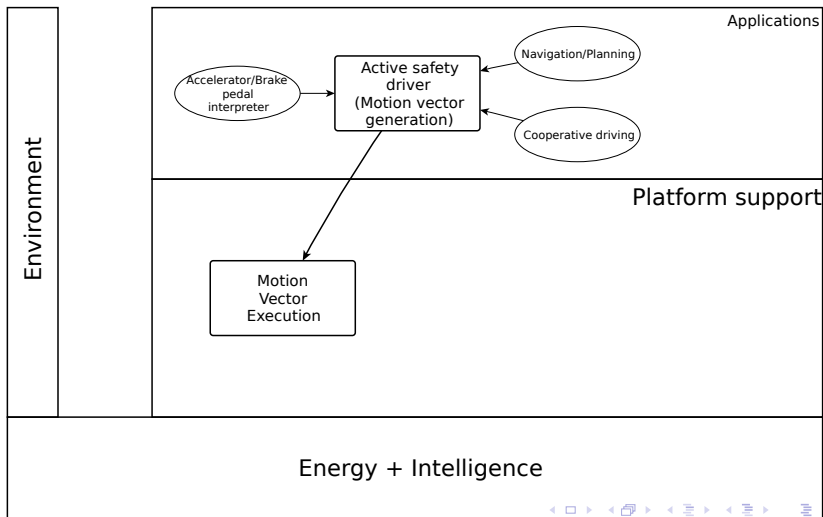 Applications
Navigation/Planning
Active safety
driver
(Motion vector
generation)
Accelerator/Brake
pedal
interpreter
Cooperative driving
Environment
Platform support
Motion
Vector
Execution
Energy + Intelligence